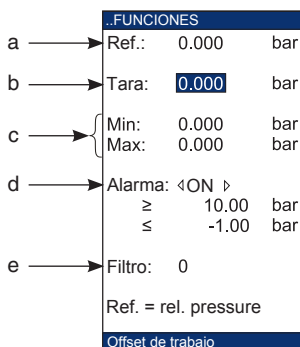 ..FUNCIONES
a Ref.: 0.000 bar
b Tara: 0.000 bar
c Min: 0.000 bar
Max: 0.000 bar
d Alarma: ◁ON ▷
≥ 10.00 bar
≤ -1.00 bar
e Filtro: 0
Ref. = rel. pressure
Offset de trabajo